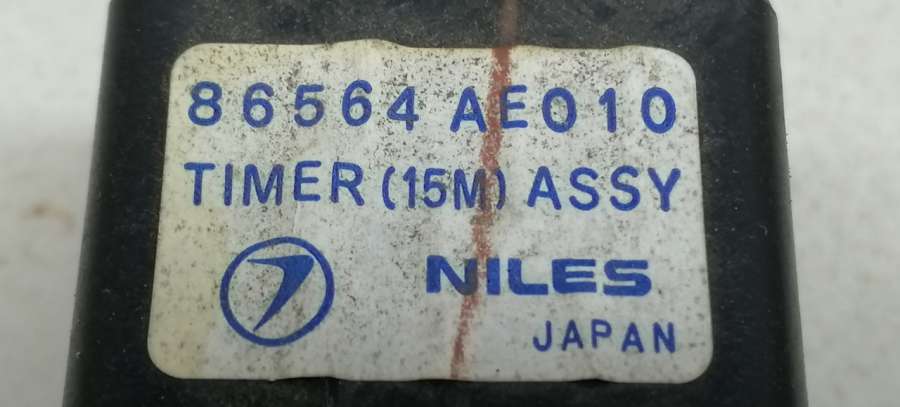 86564 AE010
TIMER (15M) ASSY
NILES
JAPAN